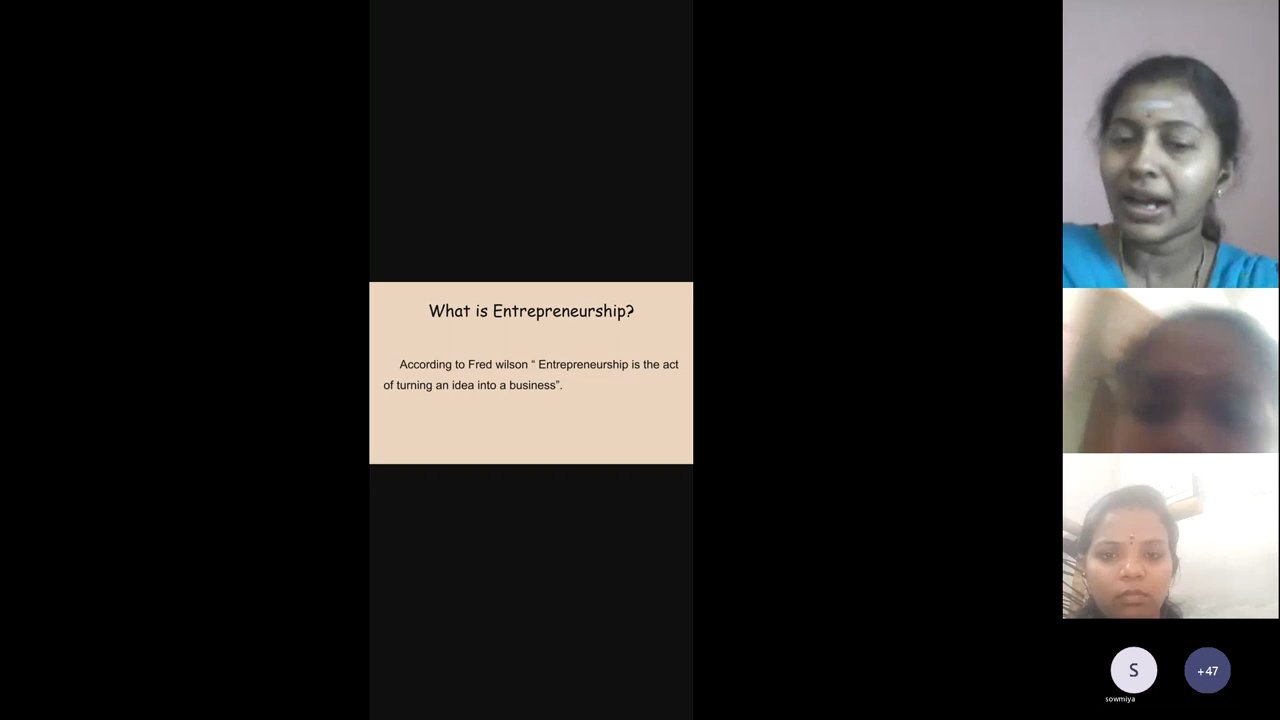 What is Entrepreneurship?
According to Fred wilson “ Entrepreneurship is the act
of turning an idea into a business”.
S
+47
sowmiya